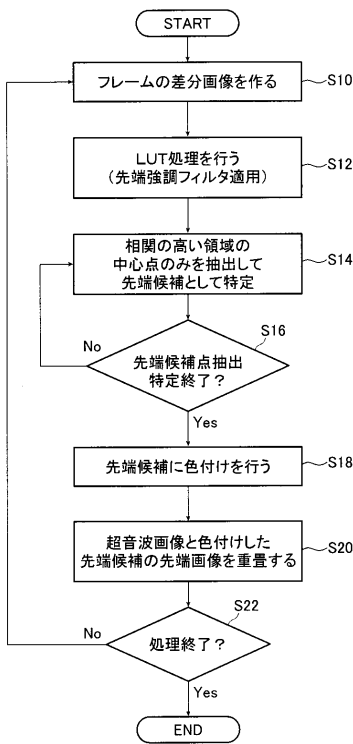 START
フレームの差分画像を作る
S10
LUT処理を行う
（先端強調フィルタ適用）
S12
相関の高い領域の
中心点のみを抽出して
先端候補として特定
S14
S16
No
先端候補点抽出
特定終了？
Yes
先端候補に色付けを行う
S18
超音波画像と色付けした
先端候補の先端画像を重畳する
S20
S22
No
処理終了？
Yes
END